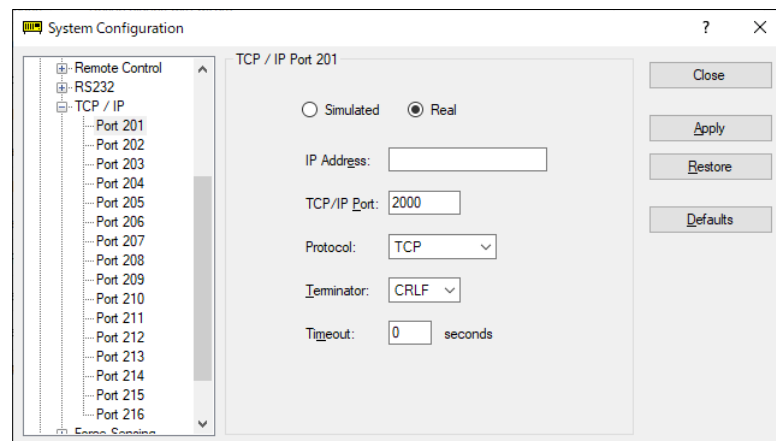 System Configuration
? 
Remote Control
RS232
TCP / IP
Port 201
Port 202
Port 203
Port 204
Port 205
Port 206
Port 207
Port 208
Port 209
Port 210
Port 211
Port 212
Port 213
Port 214
Port 215
Port 216
Force Sensing
TCP / IP Port 201
Simulated
Real
IP Address:
TCP/IP Port: 2000
Protocol: TCP
Terminator: CRLF
Timeout: 0 seconds
Close
Apply
Restore
Defaults